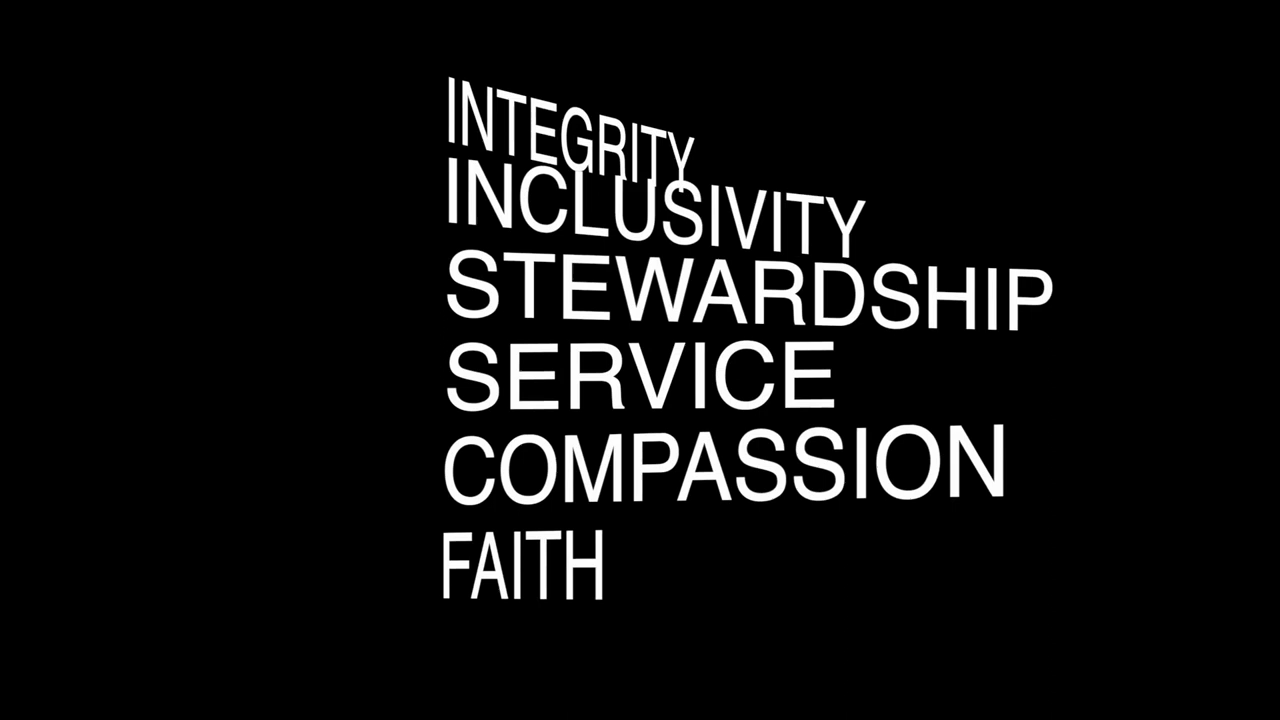 INTEGRITY
INCLUSIVITY
STEWARDSHIP
SERVICE
COMPASSION
FAITH